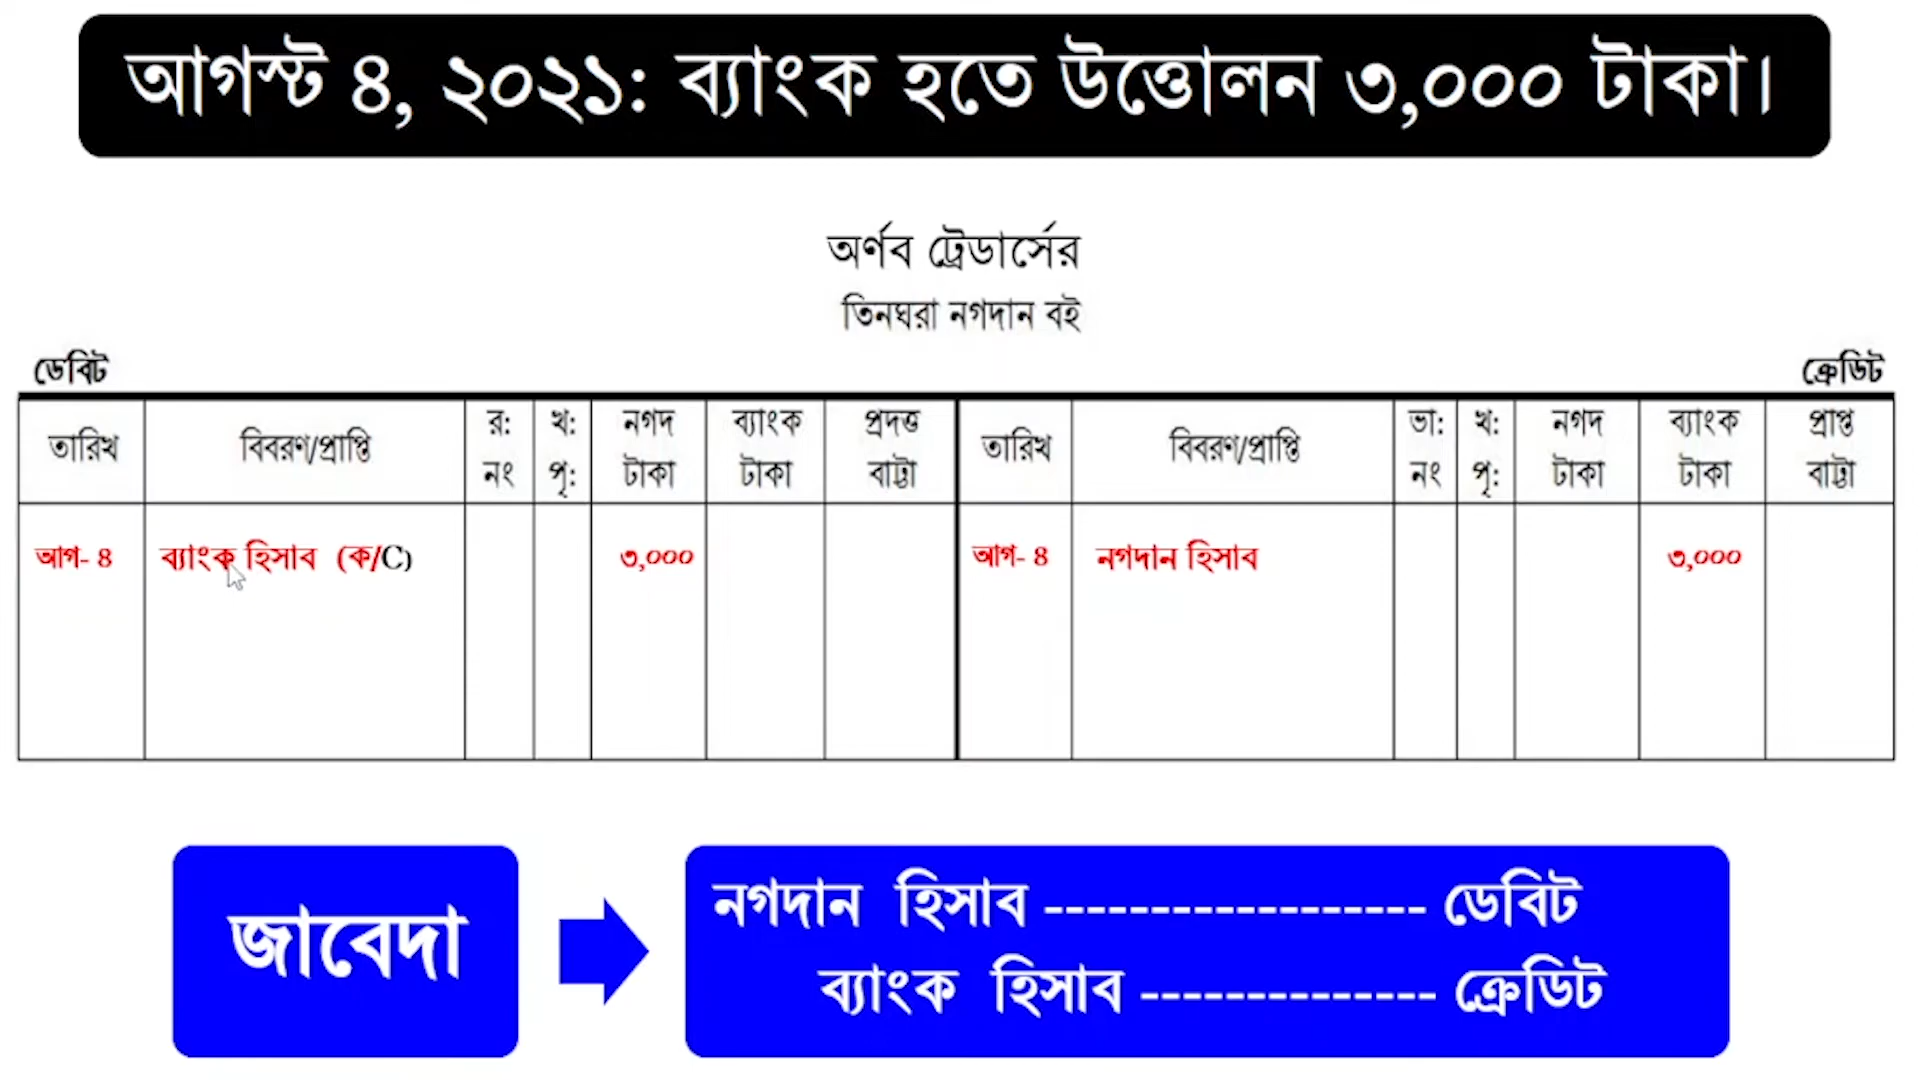 আগস্ট ৪, ২০২১: ব্যাংক হতে উত্তোলন ৩,০০০ টাকা।
অর্ণব ট্রেডার্সের
তিনঘরা নগদান বই
ডেবিট ক্রেডিট
তারিখ বিবরণ/প্রাপ্তি র: নং খ: পৃ: নগদ টাকা ব্যাংক টাকা প্রদত্ত বাট্টা তারিখ বিবরণ/প্রাপ্তি ভা: নং খ: পৃ: নগদ টাকা ব্যাংক টাকা প্রাপ্ত বাট্টা
আগ- ৪ ব্যাংক হিসাব (ক/C) ৩,০০০ আগ- ৪ নগদান হিসাব ৩,০০০
জাবেদা
নগদান হিসাব ------------------ ডেবিট
ব্যাংক হিসাব -------------- ক্রেডিট